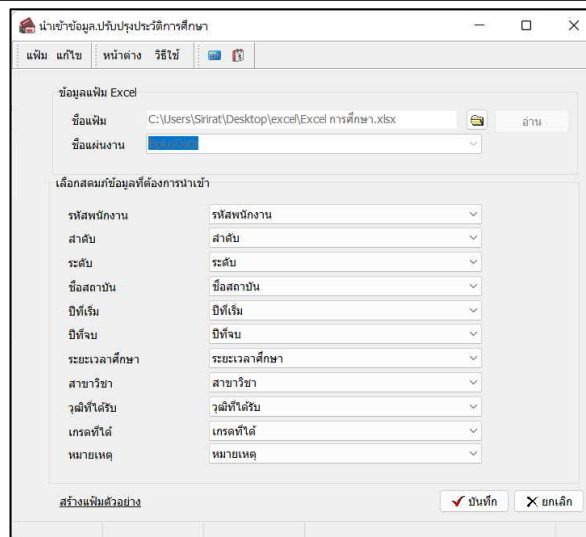 นำเข้าข้อมูล.ปรับปรุงประวัติการศึกษา
แฟ้ม แก้ไข หน้าต่าง วิธีใช้
ข้อมูลแฟ้ม Excel
ชื่อแฟ้ม C:\Users\Sirirat\Desktop\excel\Excel การศึกษา.xlsx อ่าน
ชื่อแผ่นงาน
เลือกสดมภ์ข้อมูลที่ต้องการนำเข้า
รหัสพนักงาน รหัสพนักงาน
ลำดับ ลำดับ
ระดับ ระดับ
ชื่อสถาบัน ชื่อสถาบัน
ปีที่เริ่ม ปีที่เริ่ม
ปีที่จบ ปีที่จบ
ระยะเวลาศึกษา ระยะเวลาศึกษา
สาขาวิชา สาขาวิชา
วุฒิที่ได้รับ วุฒิที่ได้รับ
เกรดที่ได้ เกรดที่ได้
หมายเหตุ หมายเหตุ
สร้างแฟ้มตัวอย่าง บันทึก ยกเลิก